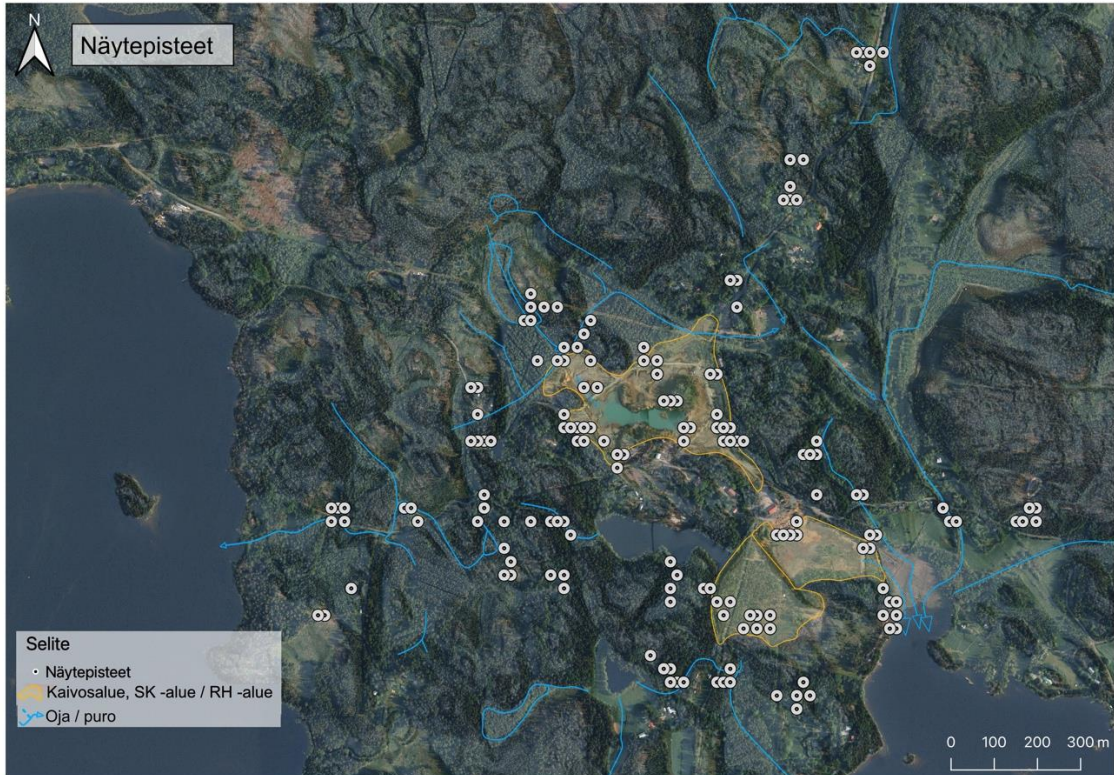 N
Näytepisteet
Selite
Näytepisteet
Kaivosalue, SK -alue / RH -alue
Oja / puro
0 100 200 300 m